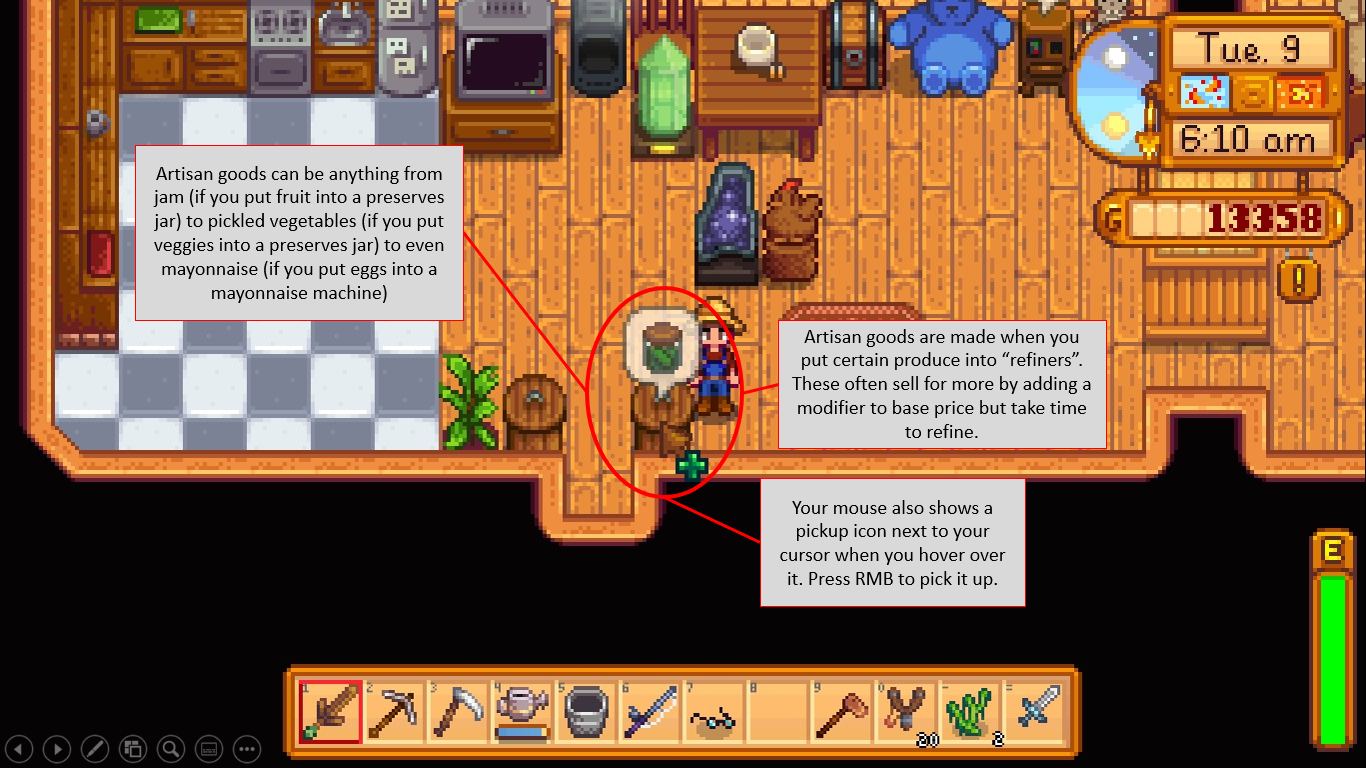 Tue. 9
6:10 am
G 13358
Artisan goods can be anything from
jam (if you put fruit into a preserves
jar) to pickled vegetables (if you put
veggies into a preserves jar) to even
mayonnaise (if you put eggs into a
mayonnaise machine)
Artisan goods are made when you
put certain produce into “refiners”.
These often sell for more by adding a
modifier to base price but take time
to refine.
Your mouse also shows a
pickup icon next to your
cursor when you hover over
it. Press RMB to pick it up.
!
E
1 2 3 4 5 6 7 8 9 0 - =
20 2